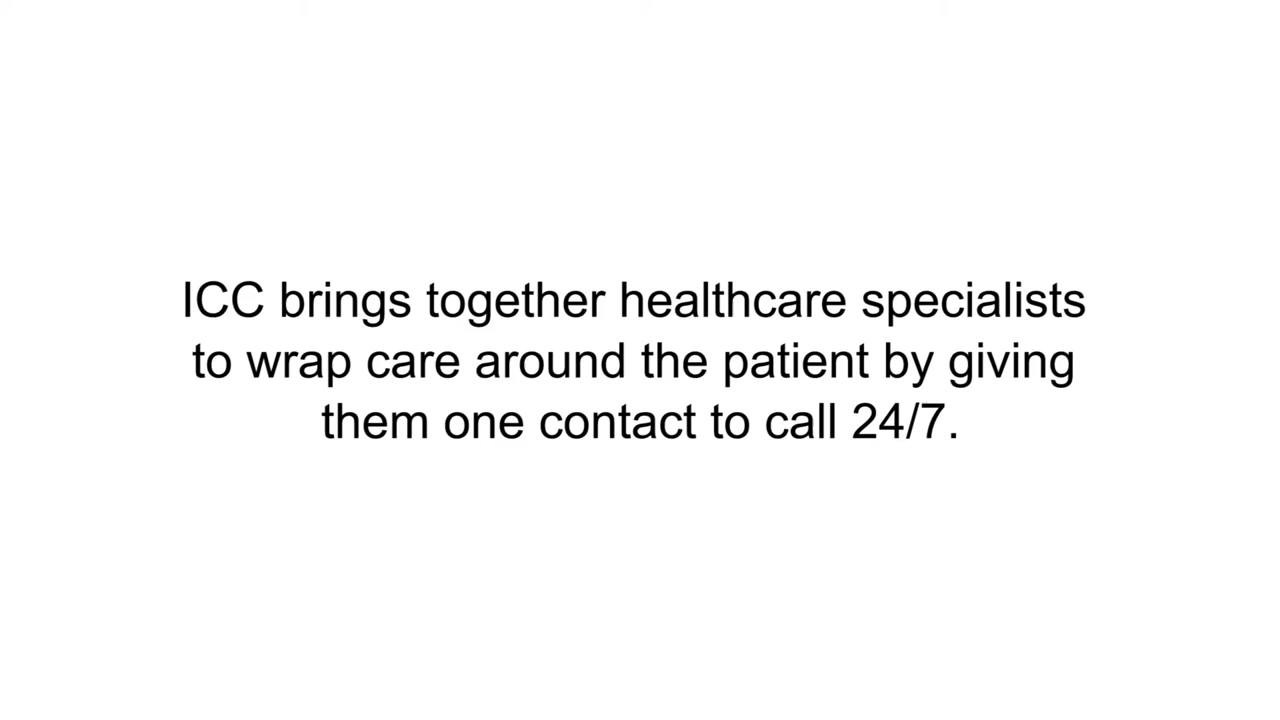 ICC brings together healthcare specialists
to wrap care around the patient by giving
them one contact to call 24/7.